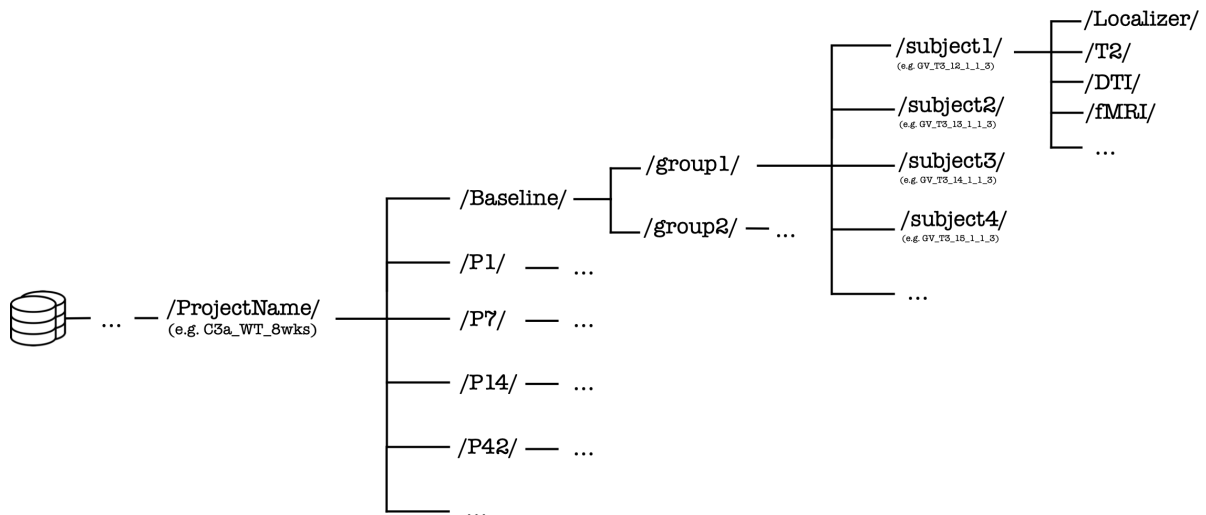 /Localizer/
/subject1/
(e.g. GV_T3_12_1_1_3)
/T2/
/DTI/
/subject2/
(e.g. GV_T3_13_1_1_3)
/fMRI/
...
/group1/
/subject3/
(e.g. GV_T3_14_1_1_3)
/Baseline/
/group2/
...
/subject4/
(e.g. GV_T3_15_1_1_3)
/P1/
...
...
...
/ProjectName/
(e.g. C3a_WT_8wks)
/P7/
...
/P14/
...
/P42/
...
...